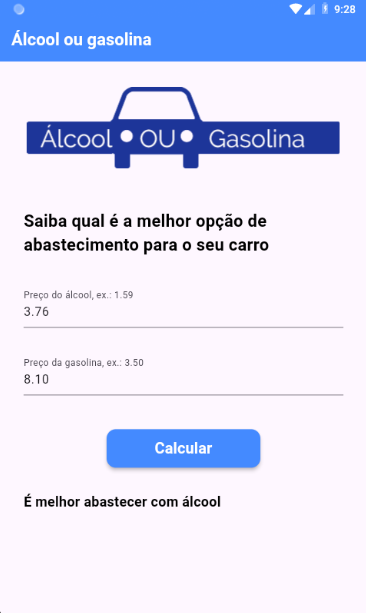 9:28
Álcool ou gasolina
Álcool OU Gasolina
Saiba qual é a melhor opção de
abastecimento para o seu carro
Preço do álcool, ex.: 1.59
3.76
Preço da gasolina, ex.: 3.50
8.10
Calcular
É melhor abastecer com álcool